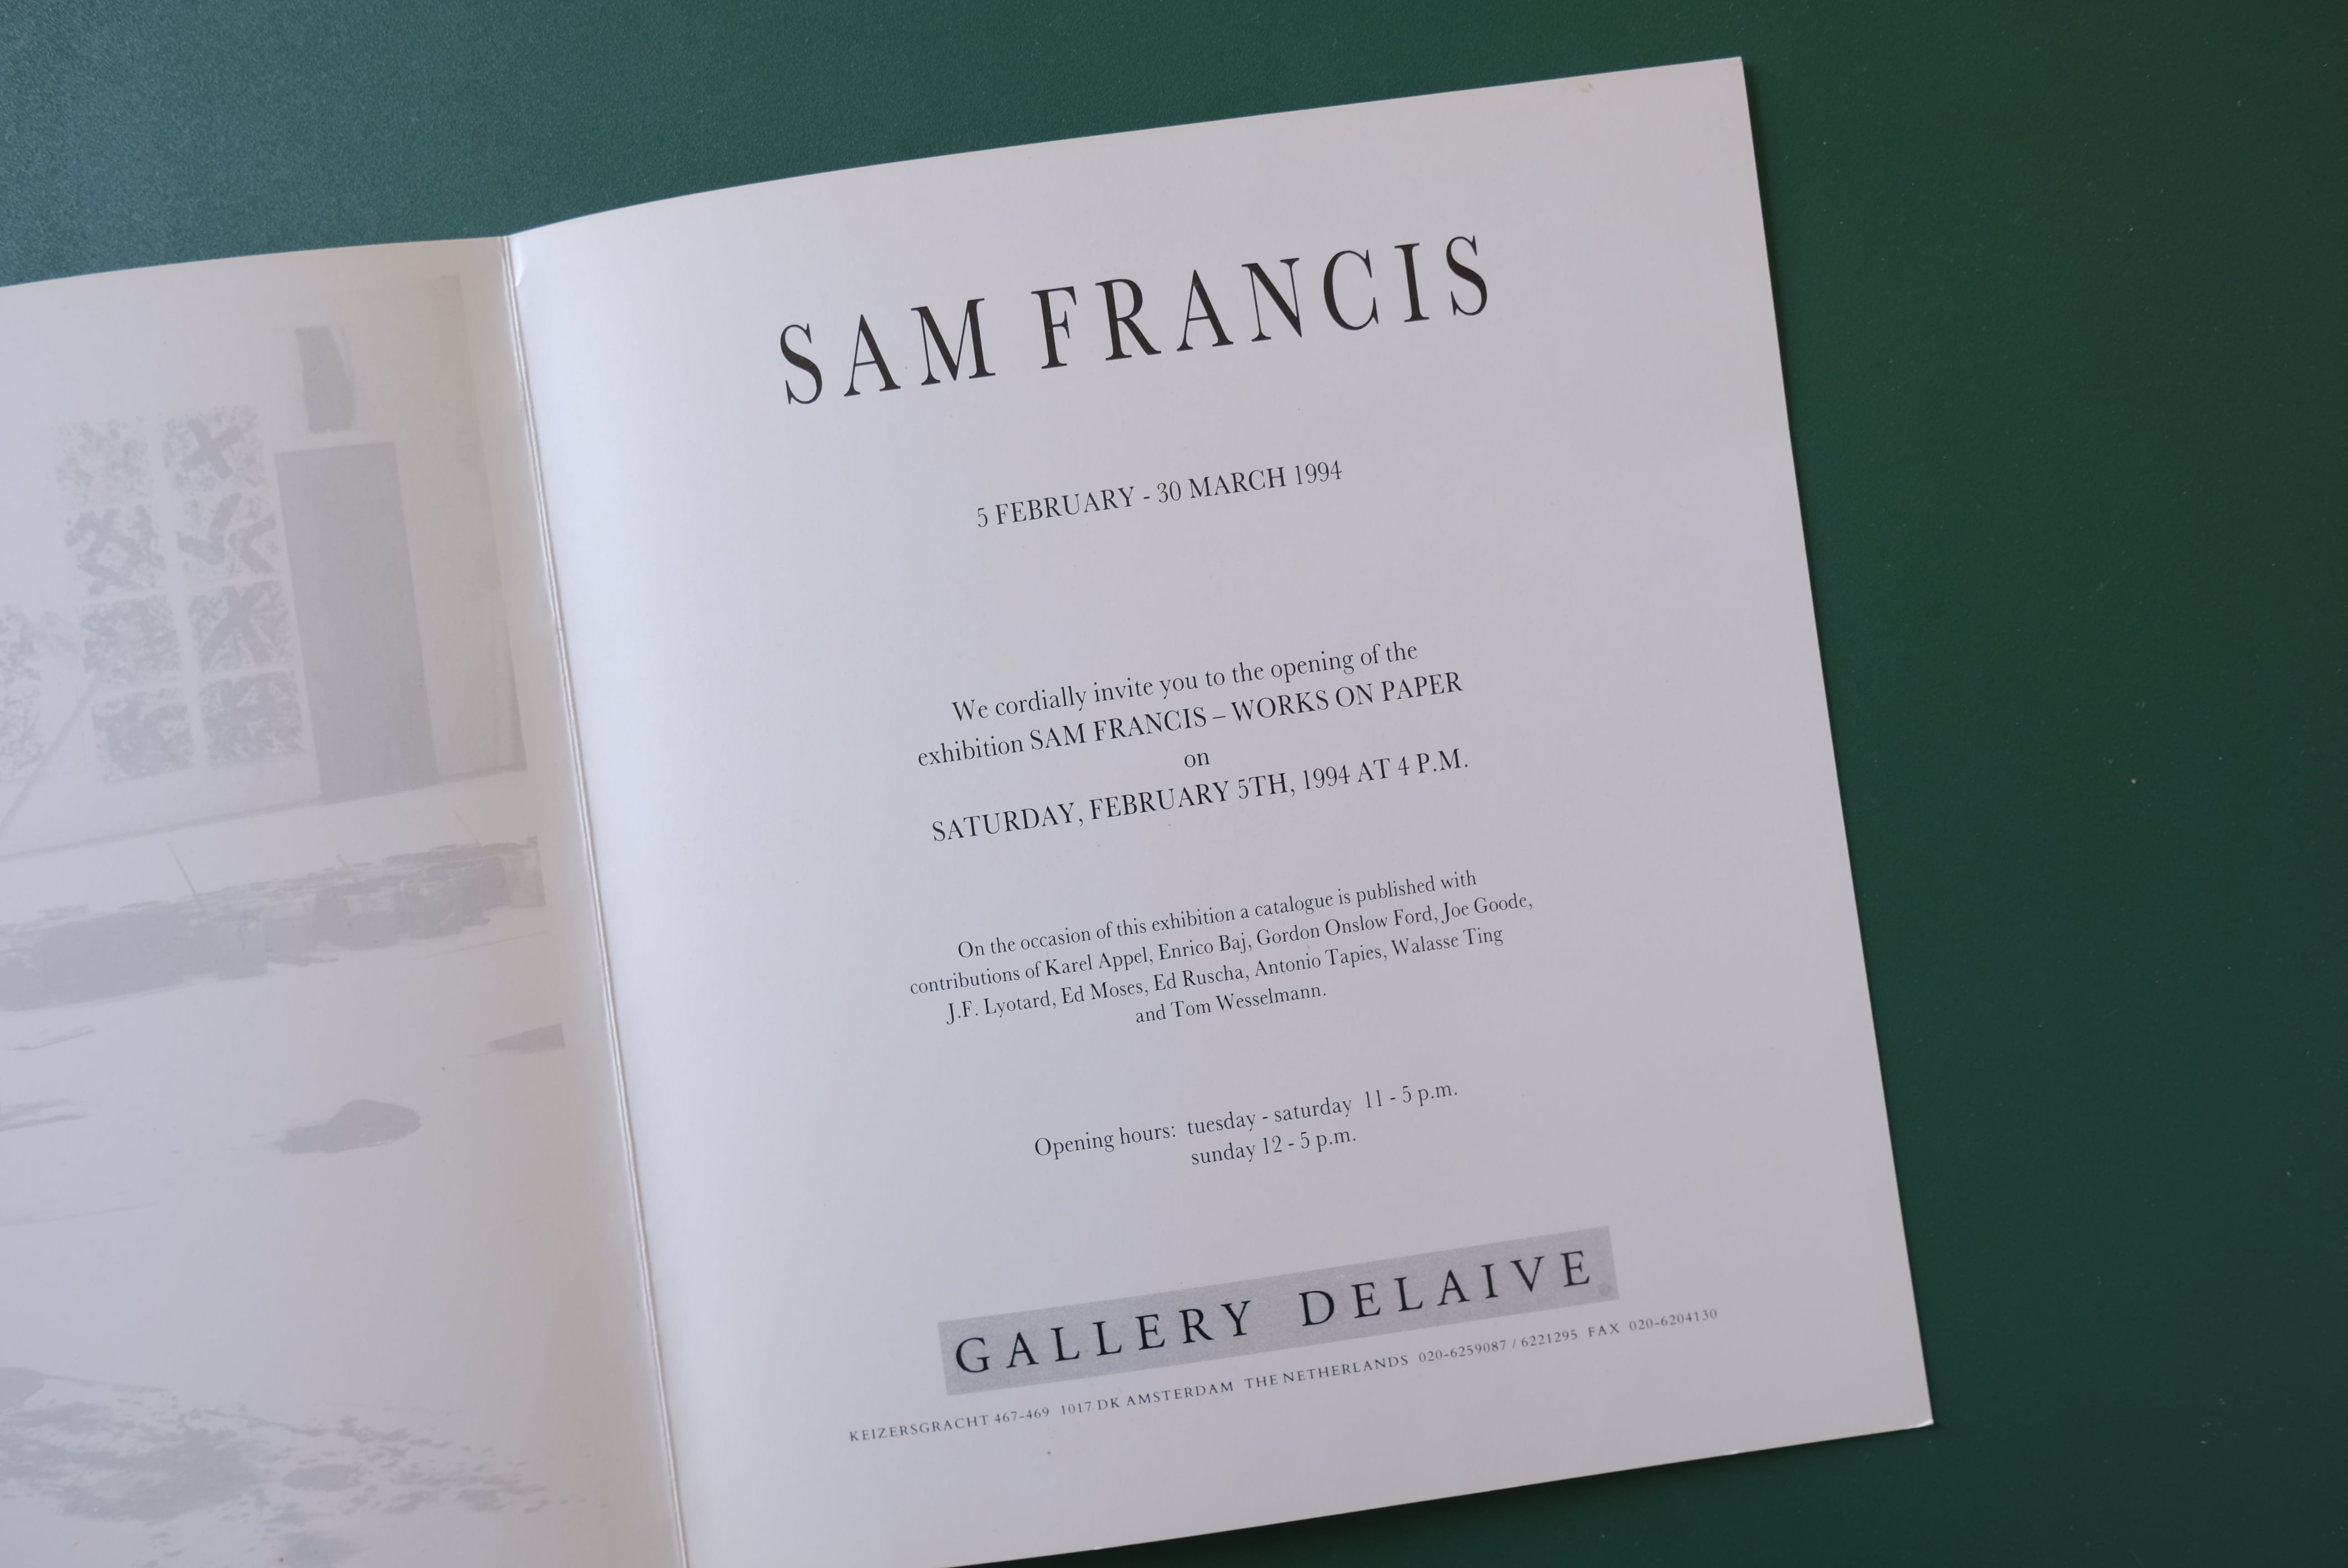 SAM FRANCIS
5 FEBRUARY - 30 MARCH 1994
We cordially invite you to the opening of the
exhibition SAM FRANCIS – WORKS ON PAPER
on
SATURDAY, FEBRUARY 5TH, 1994 AT 4 P.M.
On the occasion of this exhibition a catalogue is published with
contributions of Karel Appel, Enrico Baj, Gordon Onslow Ford, Joe Goode,
J.F. Lyotard, Ed Moses, Ed Ruscha, Antonio Tapies, Walasse Ting
and Tom Wesselmann.
Opening hours: tuesday - saturday 11 - 5 p.m.
sunday 12 - 5 p.m.
GALLERY DELAIVE
KEIZERSGRACHT 467-469 1017 DK AMSTERDAM THE NETHERLANDS 020-6259087 / 6221295 FAX 020-6204130